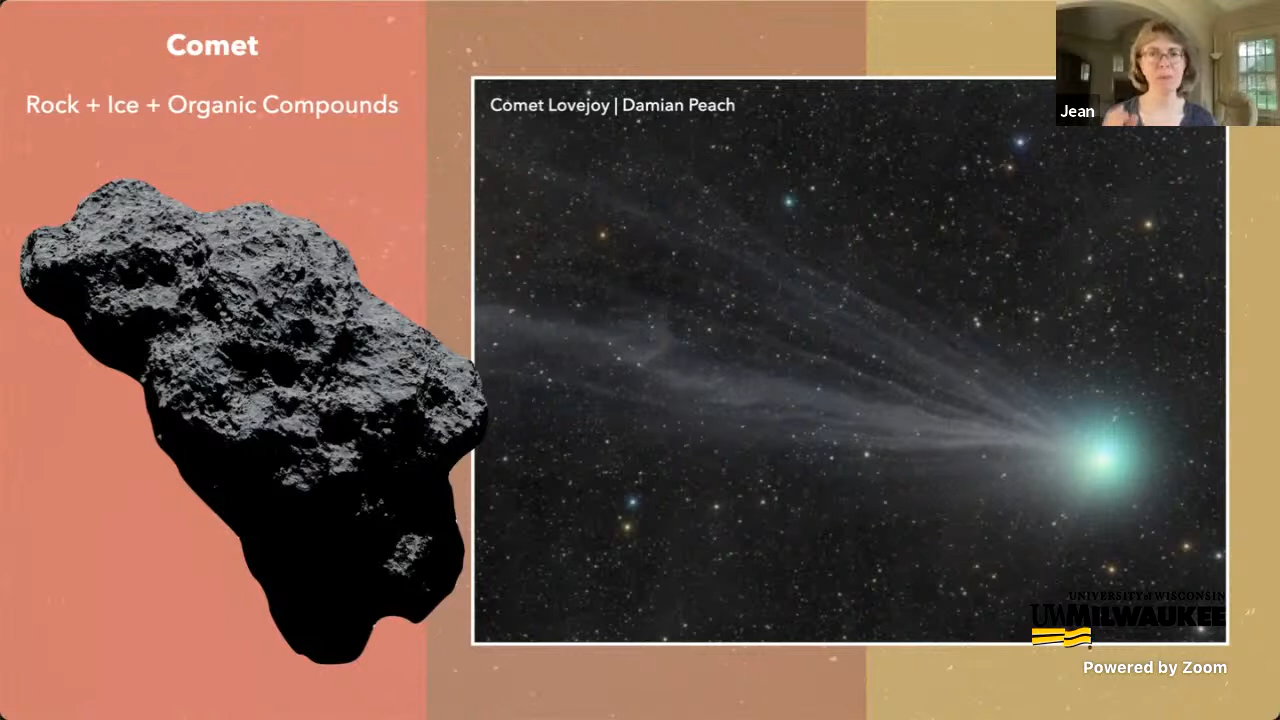 Comet
Rock + Ice + Organic Compounds
Comet Lovejoy | Damian Peach
Jean
UNIVERSITY of WISCONSIN
UWMILWAUKEE
Powered by Zoom